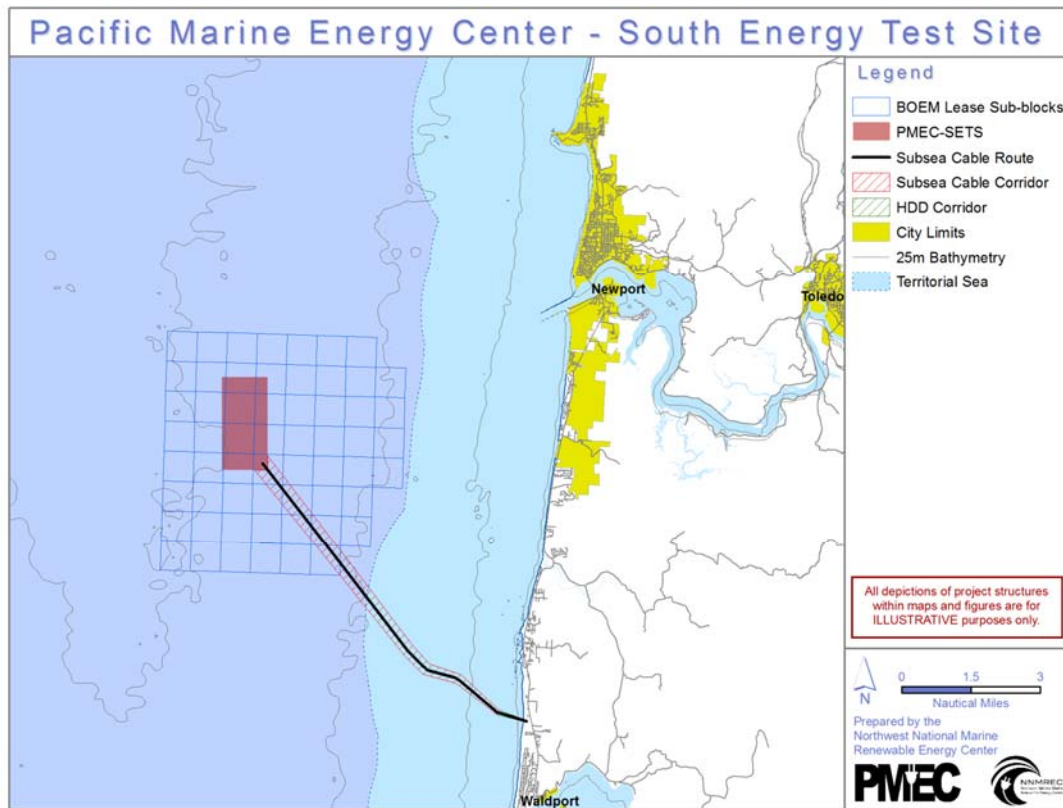 Pacific Marine Energy Center - South Energy Test Site
Legend
BOEM Lease Sub-blocks
PMEC-SETS
Subsea Cable Route
Subsea Cable Corridor
HDD Corridor
City Limits
25m Bathymetry
Territorial Sea
Newport
Toledo
Waldport
All depictions of project structures
within maps and figures are for
ILLUSTRATIVE purposes only.
N
0 1.5 3
Nautical Miles
Prepared by the
Northwest National Marine
Renewable Energy Center
PMEC
NNMREC